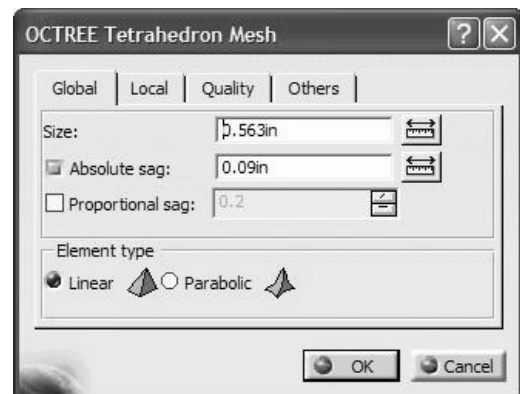 OCTREE Tetrahedron Mesh
Global Local Quality Others
Size: 0.563in
Absolute sag: 0.09in
Proportional sag: 0.2
Element type
Linear Parabolic
OK Cancel